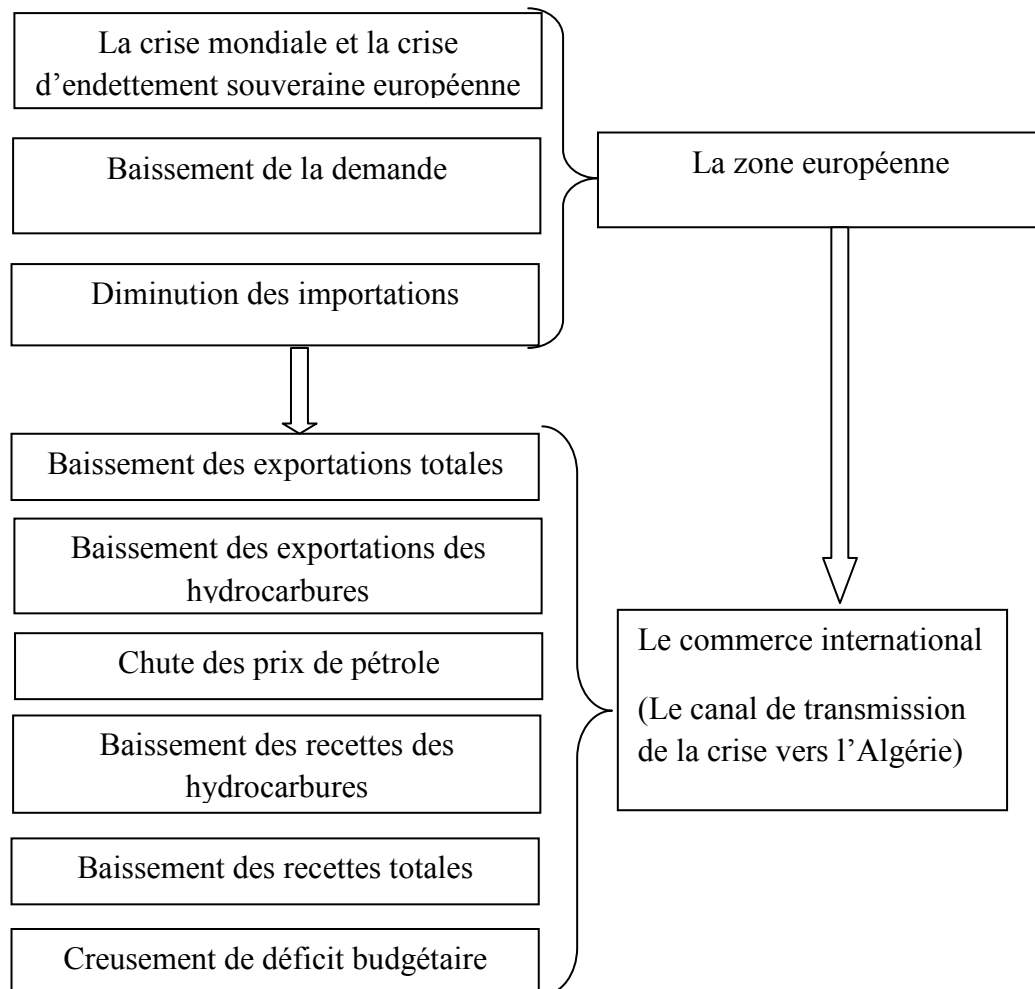 La crise mondiale et la crise
d’endettement souveraine européenne
Baissement de la demande
La zone européenne
Diminution des importations
Baissement des exportations totales
Baissement des exportations des
hydrocarbures
Chute des prix de pétrole
Baissement des recettes des
hydrocarbures
Baissement des recettes totales
Creusement de déficit budgétaire
Le commerce international
(Le canal de transmission
de la crise vers l’Algérie)